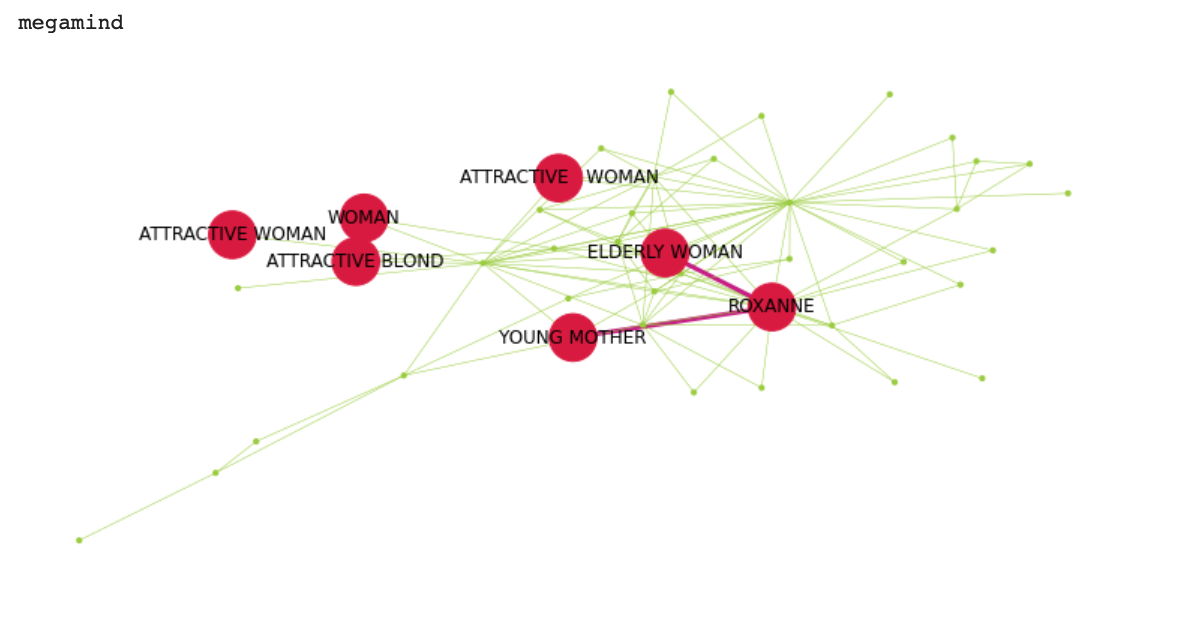 megamind
ATTRACTIVE WOMAN
WOMAN
ATTRACTIVE WOMAN
ELDERLY WOMAN
ATTRACTIVE BLOND
ROXANNE
YOUNG MOTHER